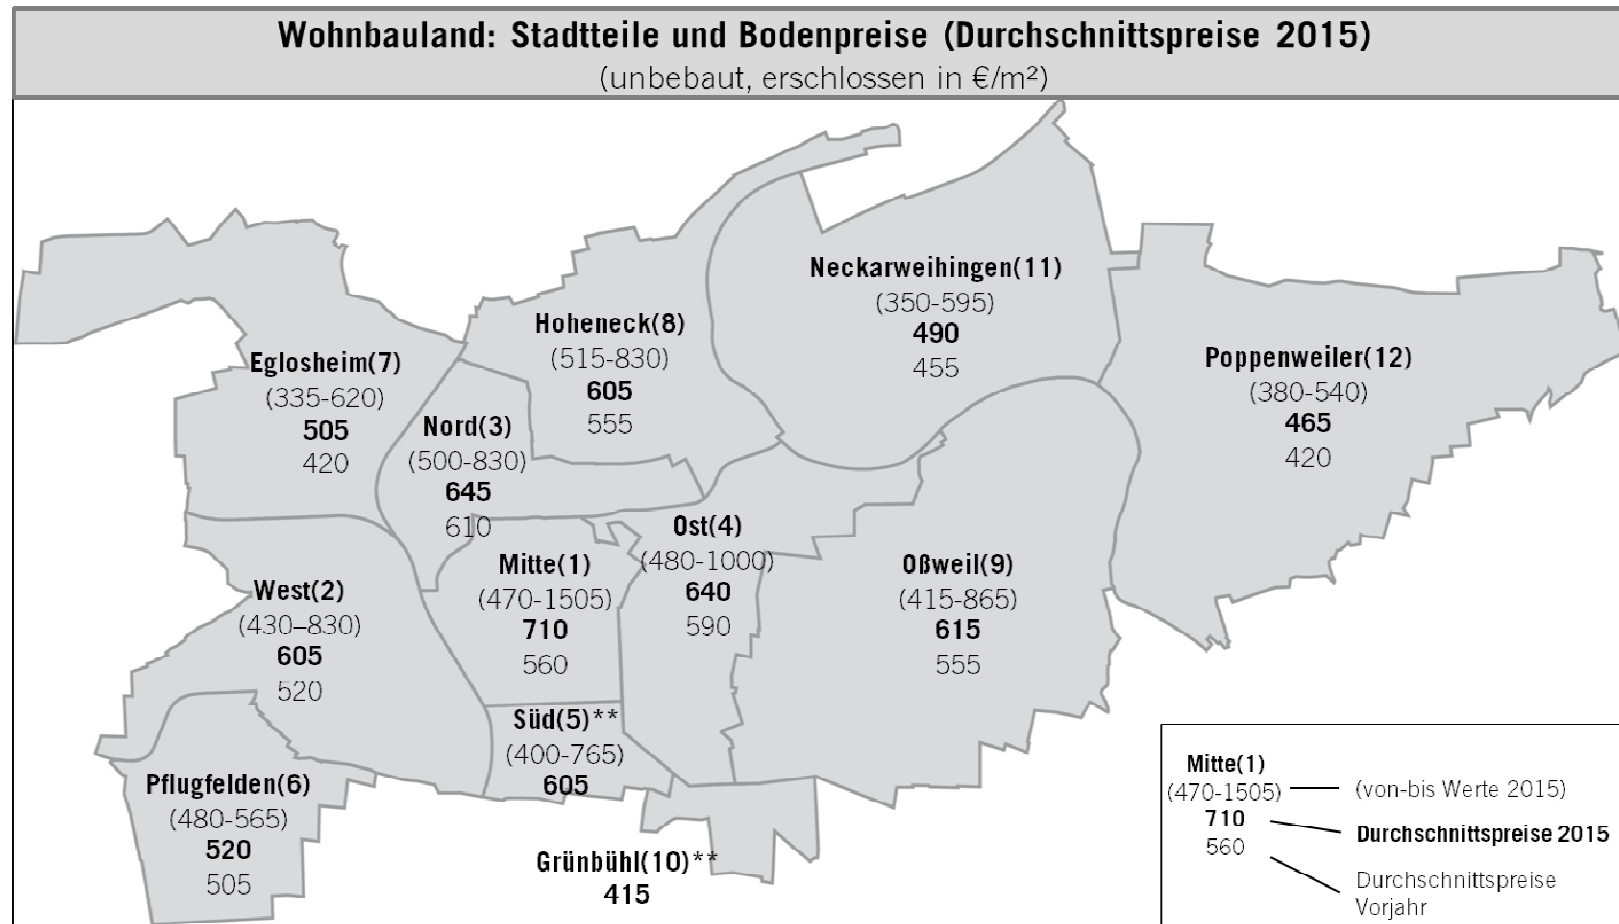 Wohnbauland: Stadtteile und Bodenpreise (Durchschnittspreise 2015)
(unbebaut, erschlossen in €/m²)
Neckarweihingen(11)
(350-595)
490
455
Hoheneck(8)
(515-830)
605
555
Poppenweiler(12)
(380-540)
465
420
Eglosheim(7)
(335-620)
505
420
Nord(3)
(500-830)
645
610
Ost(4)
(480-1000)
640
590
Mitte(1)
(470-1505)
710
560
Oßweil(9)
(415-865)
615
555
West(2)
(430–830)
605
520
Süd(5)**
(400-765)
605
Pflugfelden(6)
(480-565)
520
505
Grünbühl(10)**
415
Mitte(1)
(470-1505)
710
560
(von-bis Werte 2015)
Durchschnittspreise 2015
Durchschnittspreise
Vorjahr